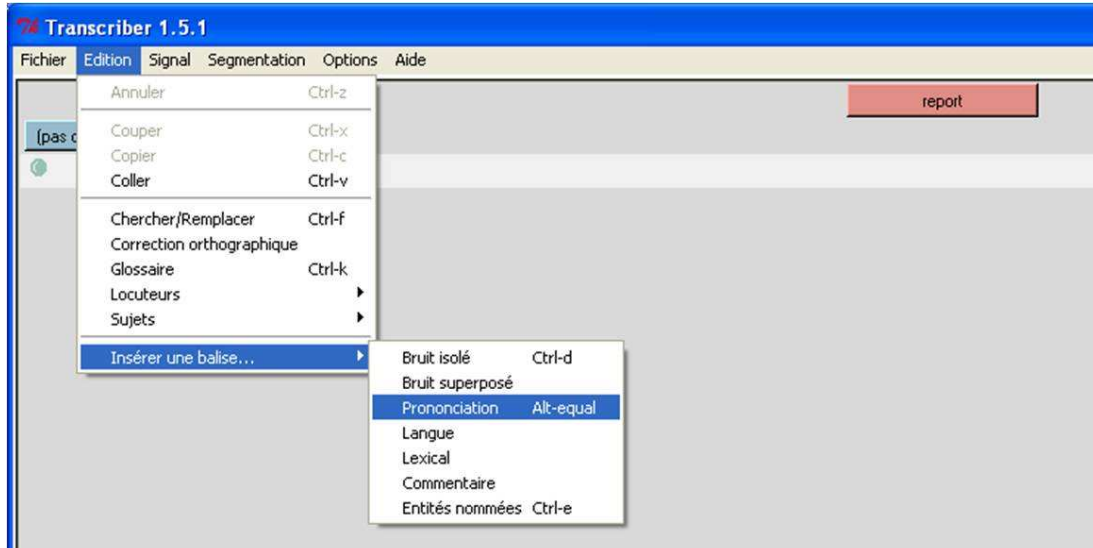 Transcriber 1.5.1
Fichier Edition Signal Segmentation Options Aide
Annuler Ctrl-z
report
Couper Ctrl-x
(pas
Copier Ctrl-c
Coller Ctrl-v
Chercher/Remplacer Ctrl-f
Correction orthographique
Glossaire Ctrl-k
Locuteurs
Sujets
Insérer une balise...
Bruit isolé Ctrl-d
Bruit superposé
Prononciation Alt-equal
Langue
Lexical
Commentaire
Entités nommées Ctrl-e